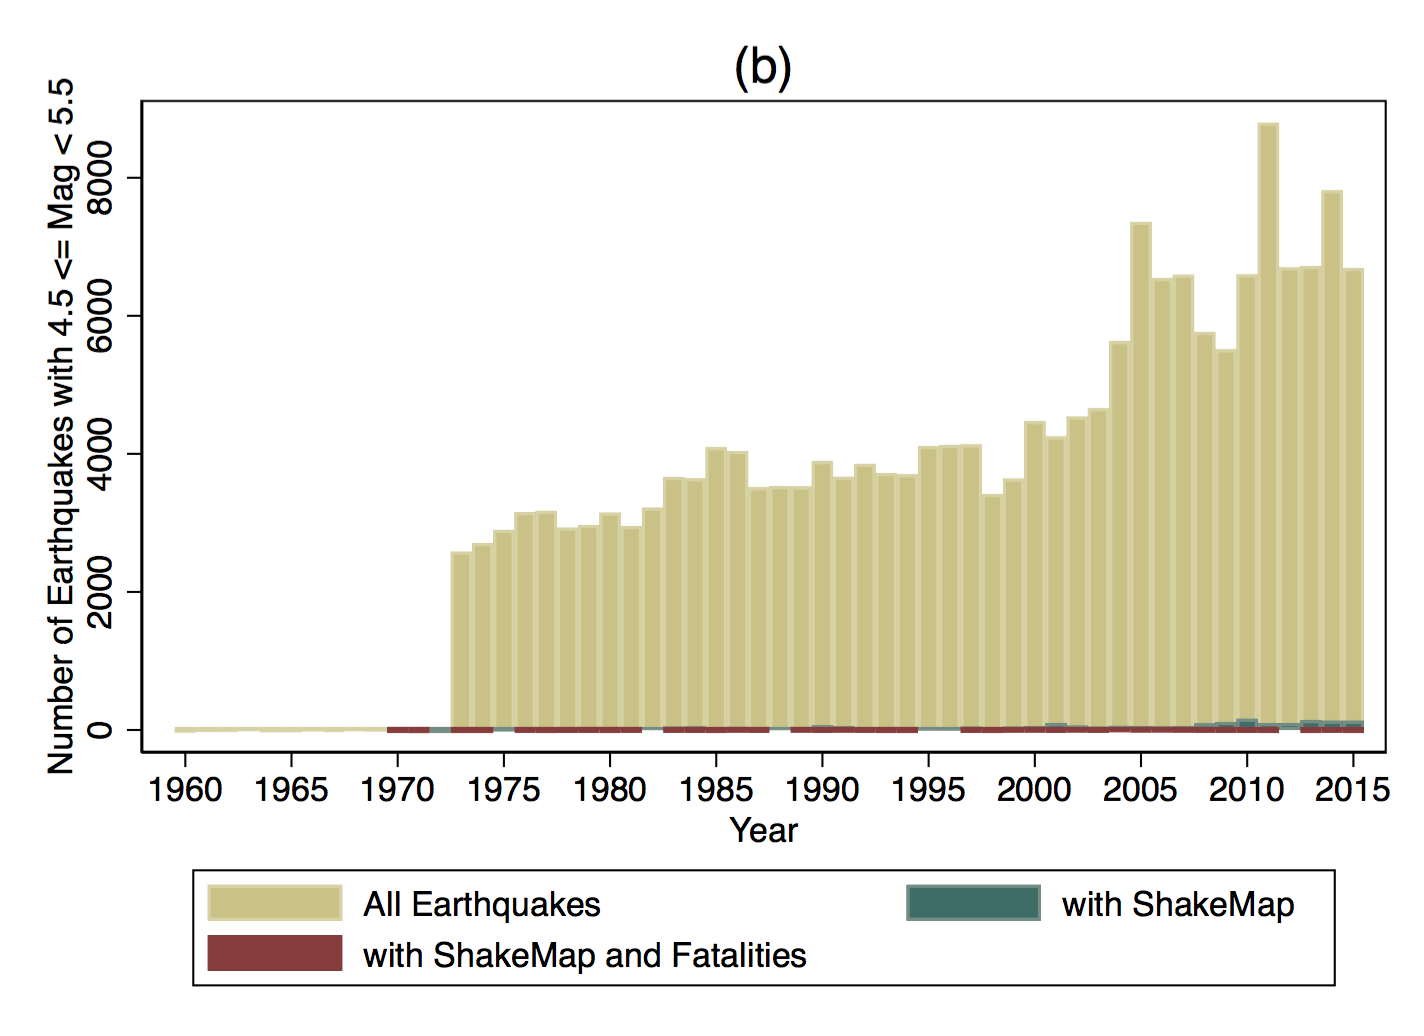 (b)
Number of Earthquakes with 4.5 <= Mag < 5.5
8000
6000
4000
2000
0
1960 1965 1970 1975 1980 1985 1990 1995 2000 2005 2010 2015
Year
All Earthquakes
with ShakeMap
with ShakeMap and Fatalities